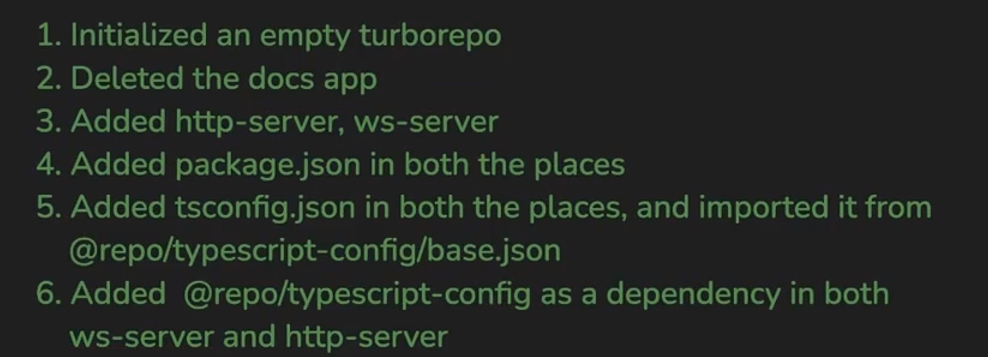 1. Initialized an empty turborepo
2. Deleted the docs app
3. Added http-server, ws-server
4. Added package.json in both the places
5. Added tsconfig.json in both the places, and imported it from
@repo/typescript-config/base.json
6. Added @repo/typescript-config as a dependency in both
ws-server and http-server